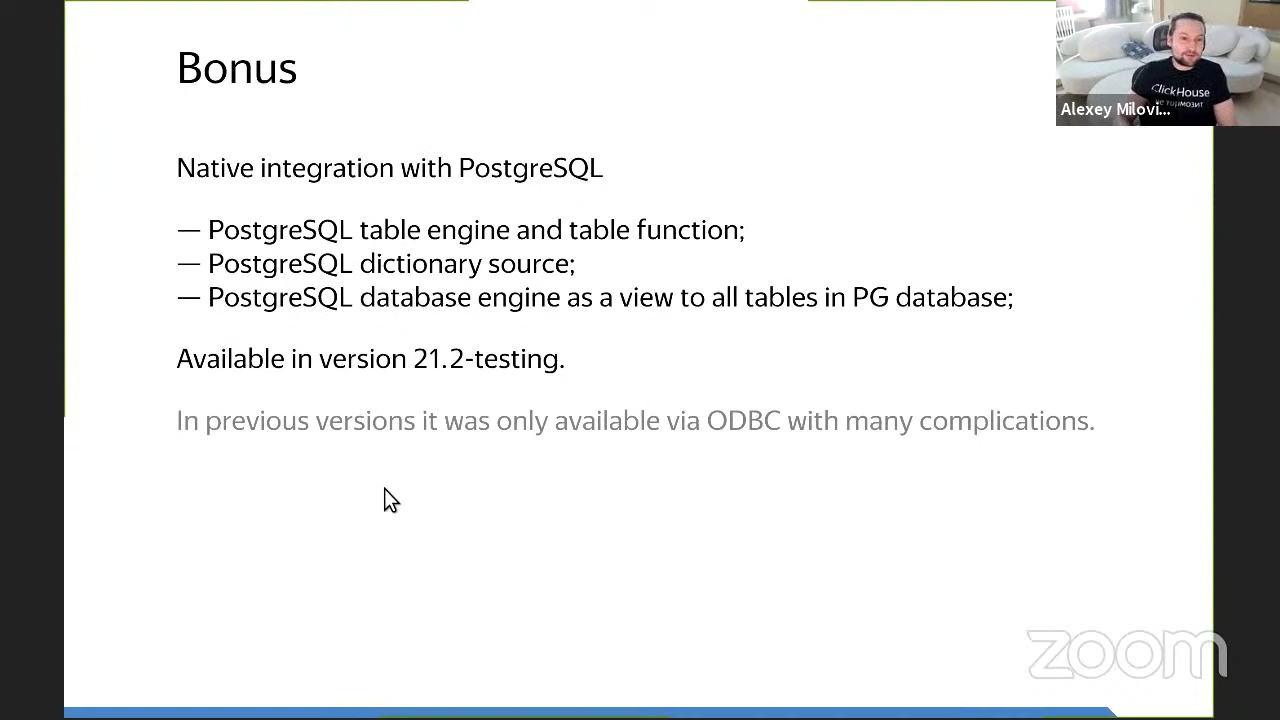 Bonus
Native integration with PostgreSQL
— PostgreSQL table engine and table function;
— PostgreSQL dictionary source;
— PostgreSQL database engine as a view to all tables in PG database;
Available in version 21.2-testing.
In previous versions it was only available via ODBC with many complications.
ClickHouse
не тормозит
Alexey Milovi...
zoom